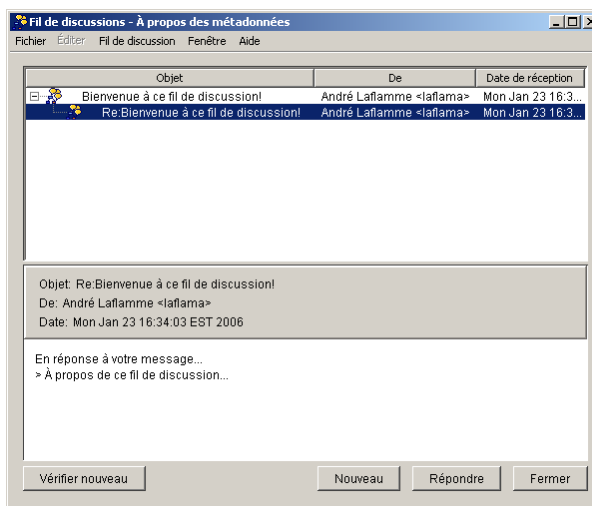 Fil de discussions - À propos des métadonnées
Fichier Éditer Fil de discussion Fenêtre Aide
Objet De Date de réception
Bienvenue à ce fil de discussion! André Laflamme <laflama> Mon Jan 23 16:3...
Re:Bienvenue à ce fil de discussion! André Laflamme <laflama> Mon Jan 23 16:3...
Objet: Re:Bienvenue à ce fil de discussion!
De: André Laflamme <laflama>
Date: Mon Jan 23 16:34:03 EST 2006
En réponse à votre message...
> À propos de ce fil de discussion...
Vérifier nouveau Nouveau Répondre Fermer